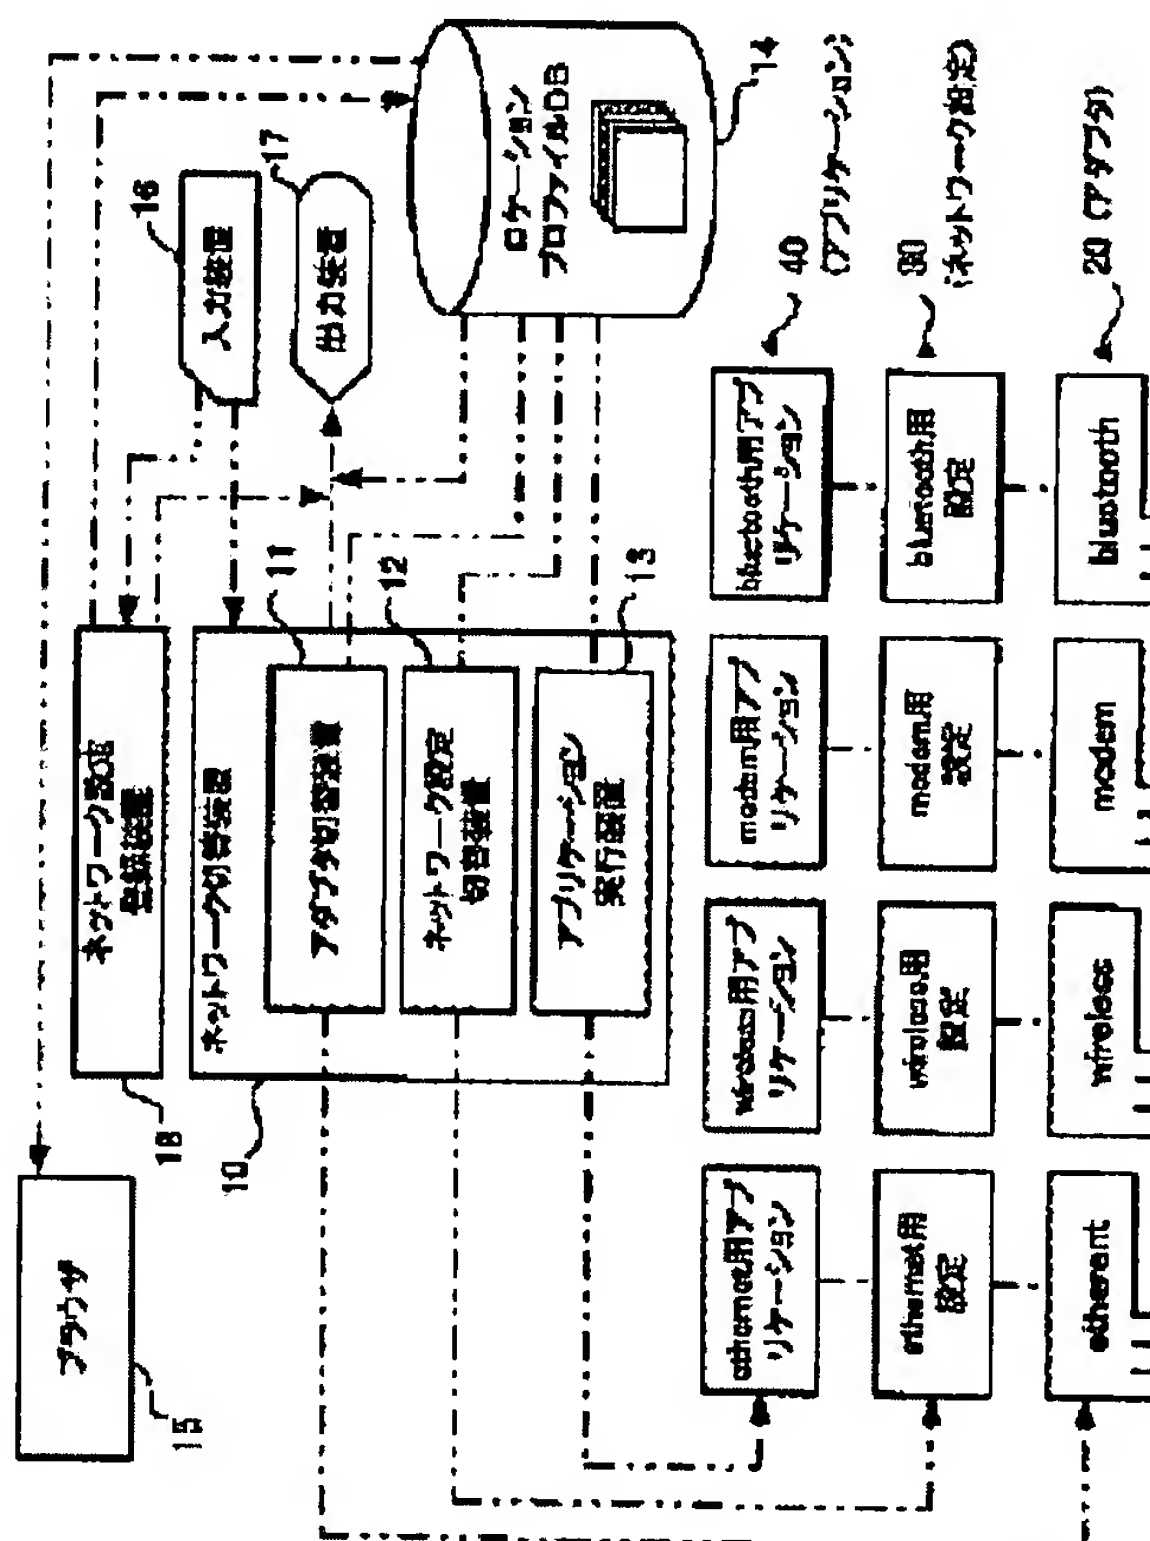 ブラウザ
15
ネットワーク設定
登録装置
18
ネットワーク切替装置
10
アダプタ切替装置
11
ネットワーク設定
切替装置
12
アプリケーション
実行装置
13
入力装置
16
出力装置
17
ロケーション
プロファイルDB
14
ethernet用アプ
リケーション
wireless用アプ
リケーション
modem用アプ
リケーション
bluetooth用アプ
リケーション
40
(アプリケーション)
ethernet用
設定
wireless用
設定
modem用
設定
bluetooth用
設定
30
(ネットワーク設定)
etherent
wireless
modem
bluetooth
20 (アダプタ)